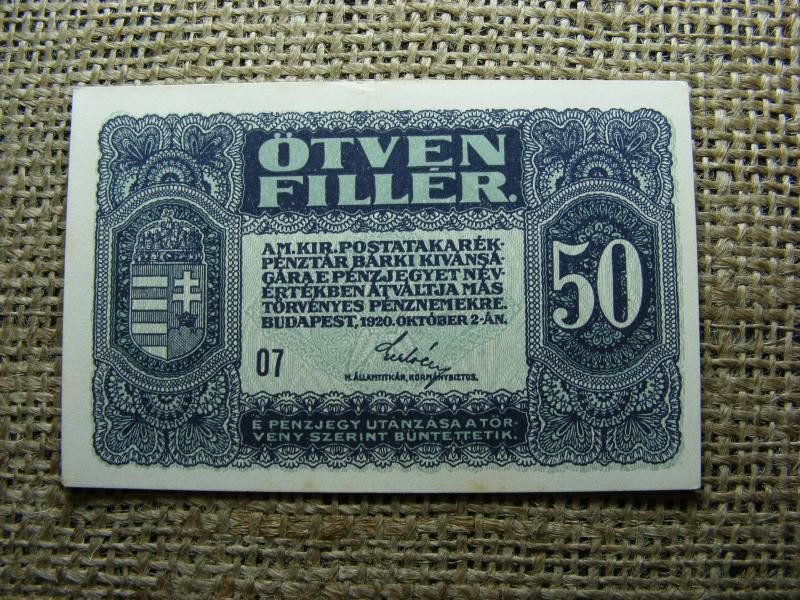 ÖTVEN
FILLÉR.
A M. KIR. POSTATAKARÉK-
PÉNZTÁR BÁRKI KIVÁNSÁ-
GÁRA E PÉNZJEGYET NÉV-
ÉRTÉKBEN ÁTVÁLTJA MÁS
TÖRVÉNYES PÉNZNEMEKRE.
BUDAPEST, 1920. OKTÓBER 2-ÁN.
50
07
H. ÁLLAMTITKÁR, KORMÁNYBIZTOS.
E PÉNZJEGY UTÁNZÁSA A TÖR-
VÉNY SZERINT BÜNTETTETIK.